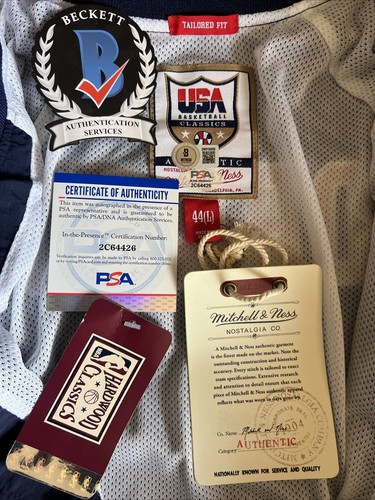 BECKETT
B
AUTHENTICATION
SERVICES
TAILORED FIT
USA
BASKETBALL
CLASSICS
PSA
2C64426
PHILADELPHIA, PA.
44(L)
CERTIFICATE OF AUTHENTICITY
This item was autographed in the presence of a
PSA representative and is guaranteed to be
authentic by PSA/DNA Authentication Services.
In-the-Presence Certification Number:
2C64426
PSA
HARDWOOD
CLASSICS
Mitchell & Ness
NOSTALGIA CO.
A Mitchell & Ness authentic garment
is the finest made on the market. Note the
outstanding construction and historical
accuracy. Every stitch is tailored to exact
team specifications. Extensive research
and attention to detail ensure that each
piece of Mitchell & Ness authentic apparel
reflects what was worn in days gone by.
Co. Name
Category
AUTHENTIC
NATIONALLY KNOWN FOR SERVICE AND QUALITY